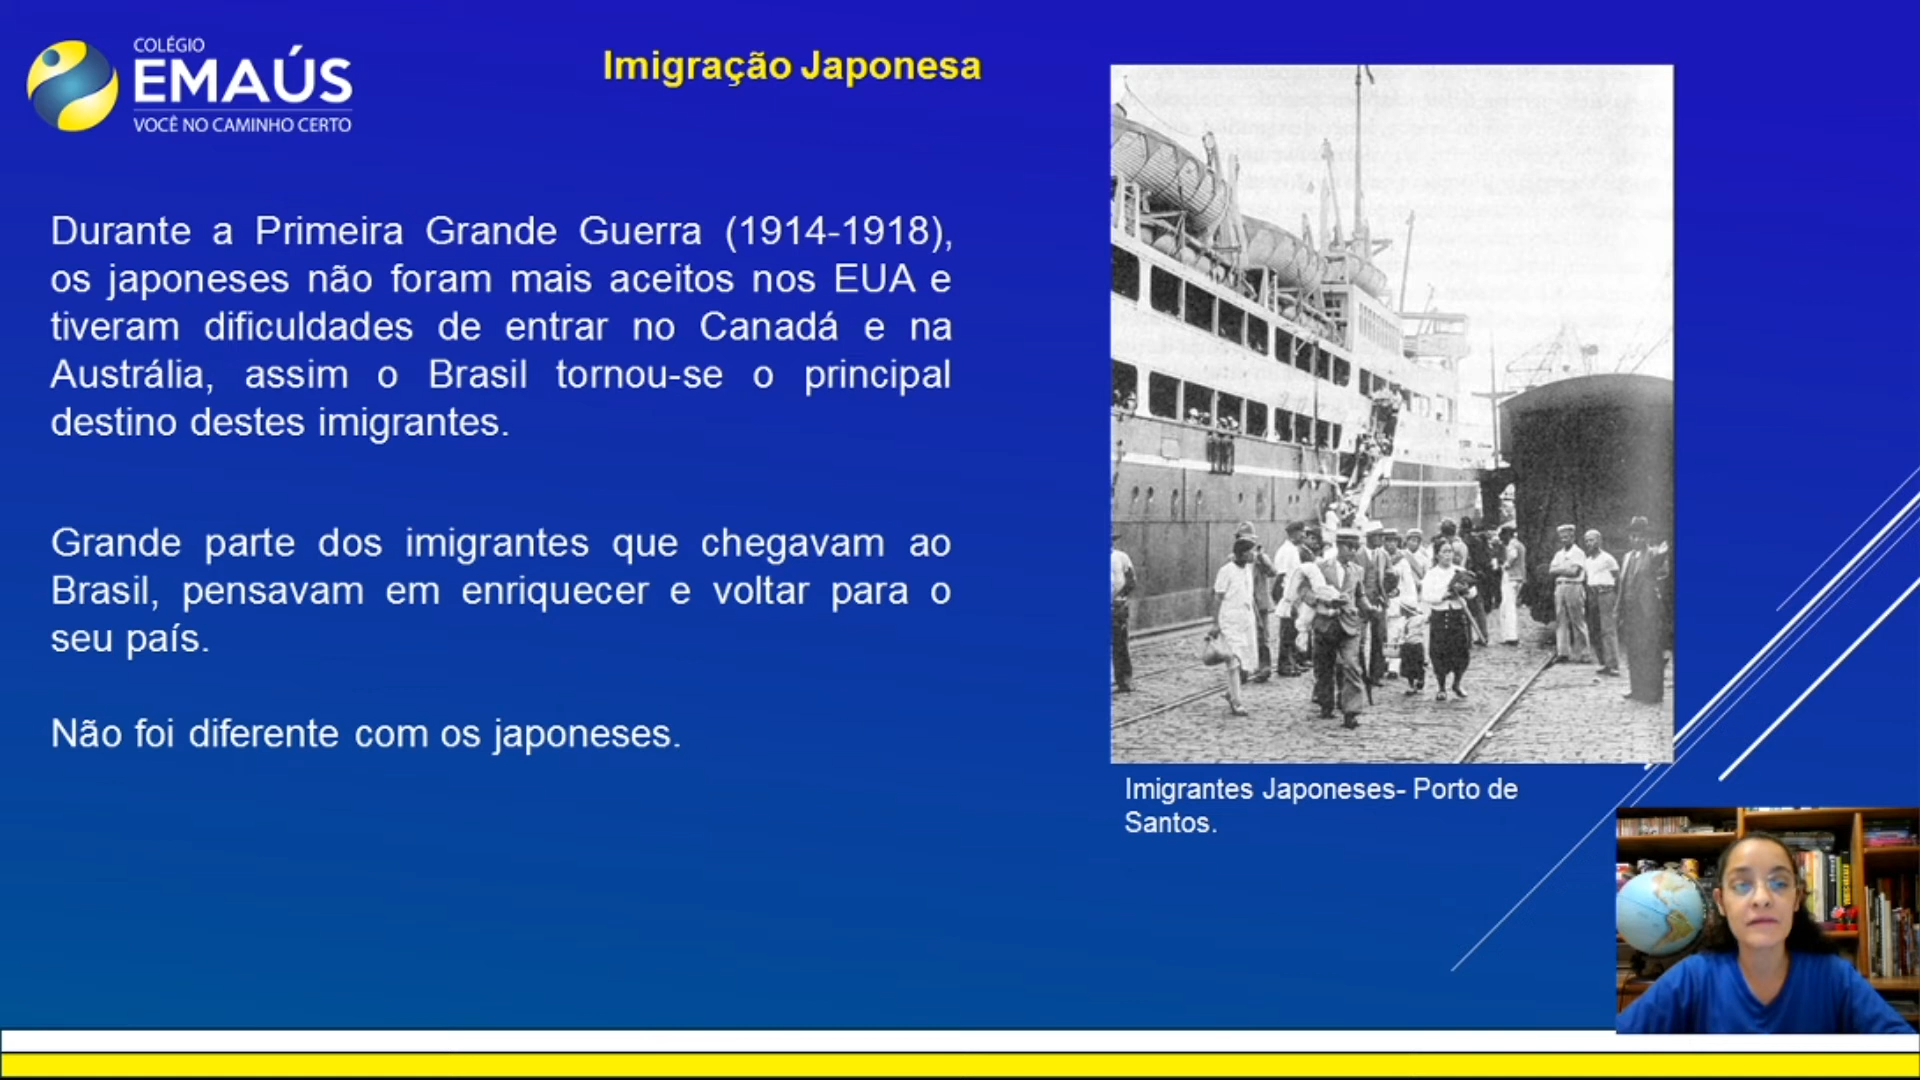 COLÉGIO
EMAÚS
VOCÊ NO CAMINHO CERTO
Imigração Japonesa
Durante a Primeira Grande Guerra (1914-1918),
os japoneses não foram mais aceitos nos EUA e
tiveram dificuldades de entrar no Canadá e na
Austrália, assim o Brasil tornou-se o principal
destino destes imigrantes.
Grande parte dos imigrantes que chegavam ao
Brasil, pensavam em enriquecer e voltar para o
seu país.
Não foi diferente com os japoneses.
Imigrantes Japoneses- Porto de
Santos.